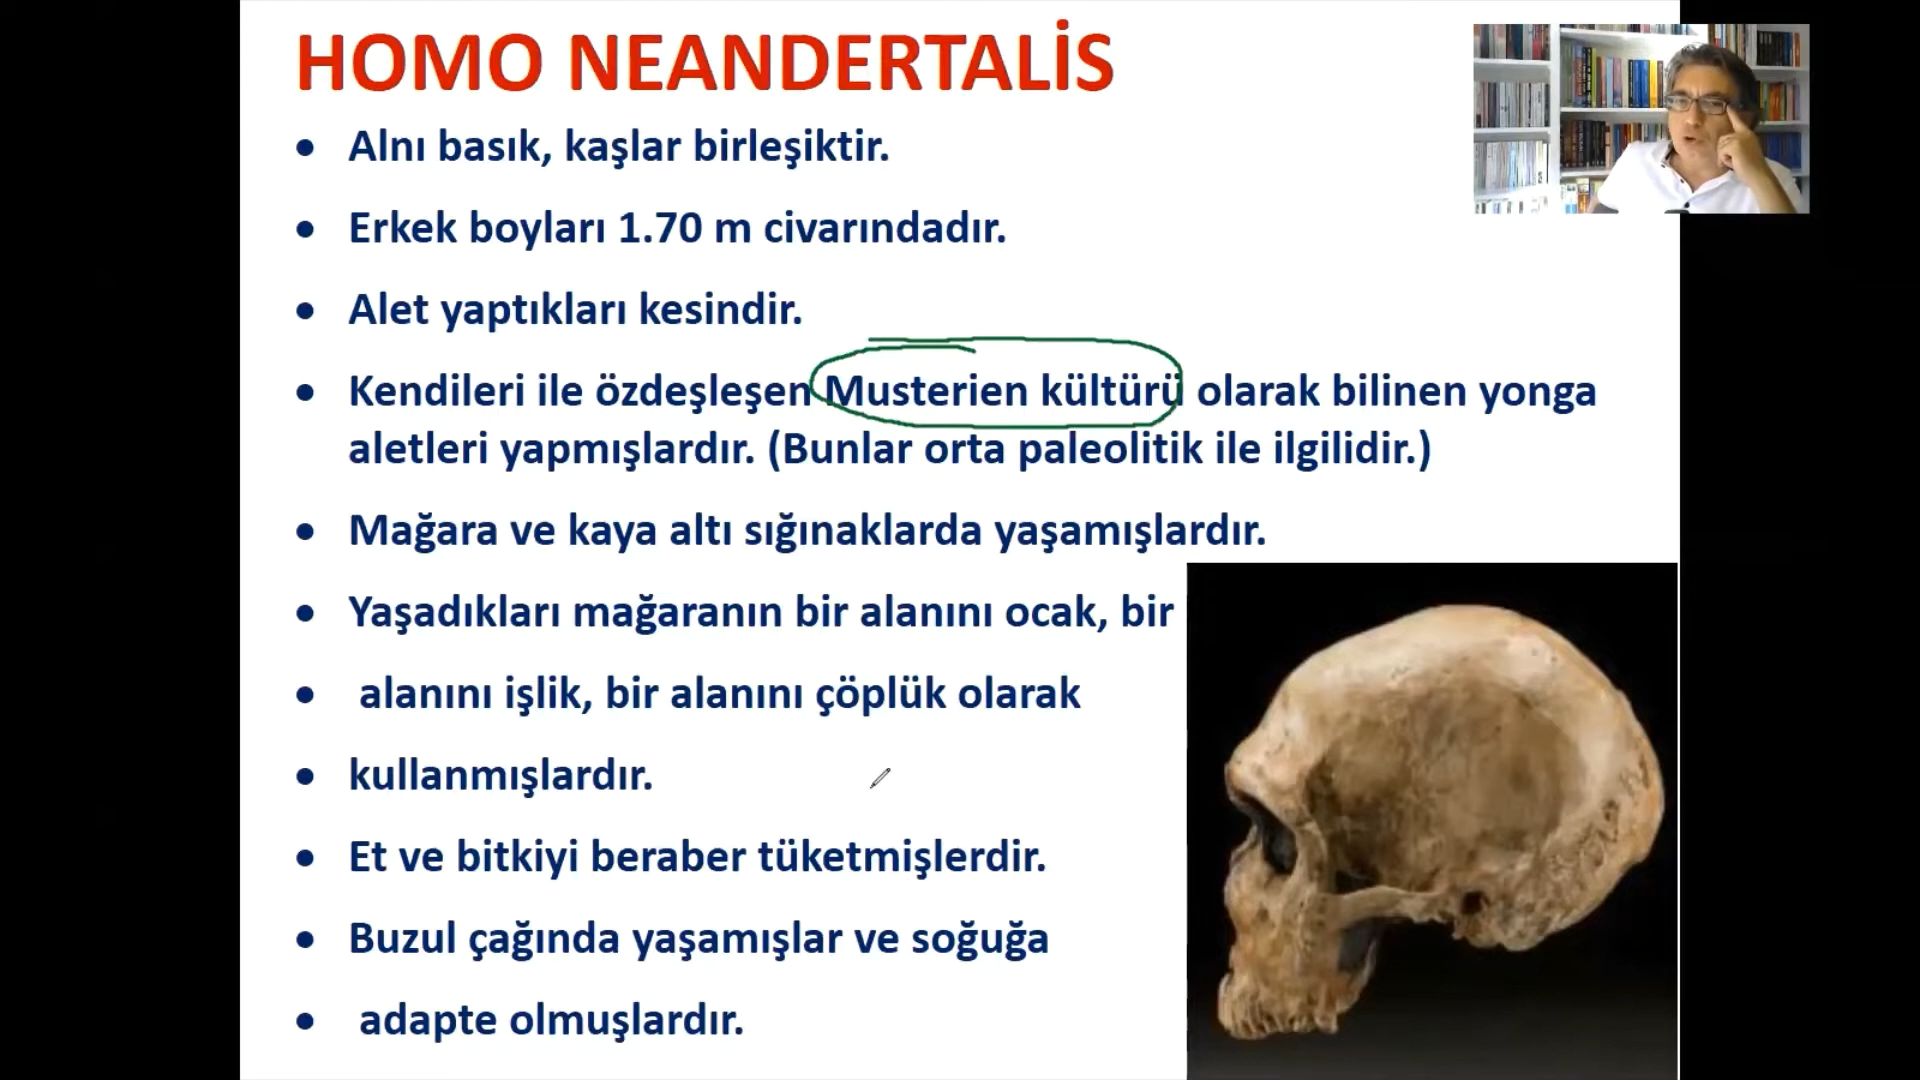 HOMO NEANDERTALİS
• Alnı basık, kaşlar birleşiktir.
• Erkek boyları 1.70 m civarındadır.
• Alet yaptıkları kesindir.
• Kendileri ile özdeşleşen Musterien kültürü olarak bilinen yonga
aletleri yapmışlardır. (Bunlar orta paleolitik ile ilgilidir.)
• Mağara ve kaya altı sığınaklarda yaşamışlardır.
• Yaşadıkları mağaranın bir alanını ocak, bir
• alanını işlik, bir alanını çöplük olarak
• kullanmışlardır.
• Et ve bitkiyi beraber tüketmişlerdir.
• Buzul çağında yaşamışlar ve soğuğa
• adapte olmuşlardır.